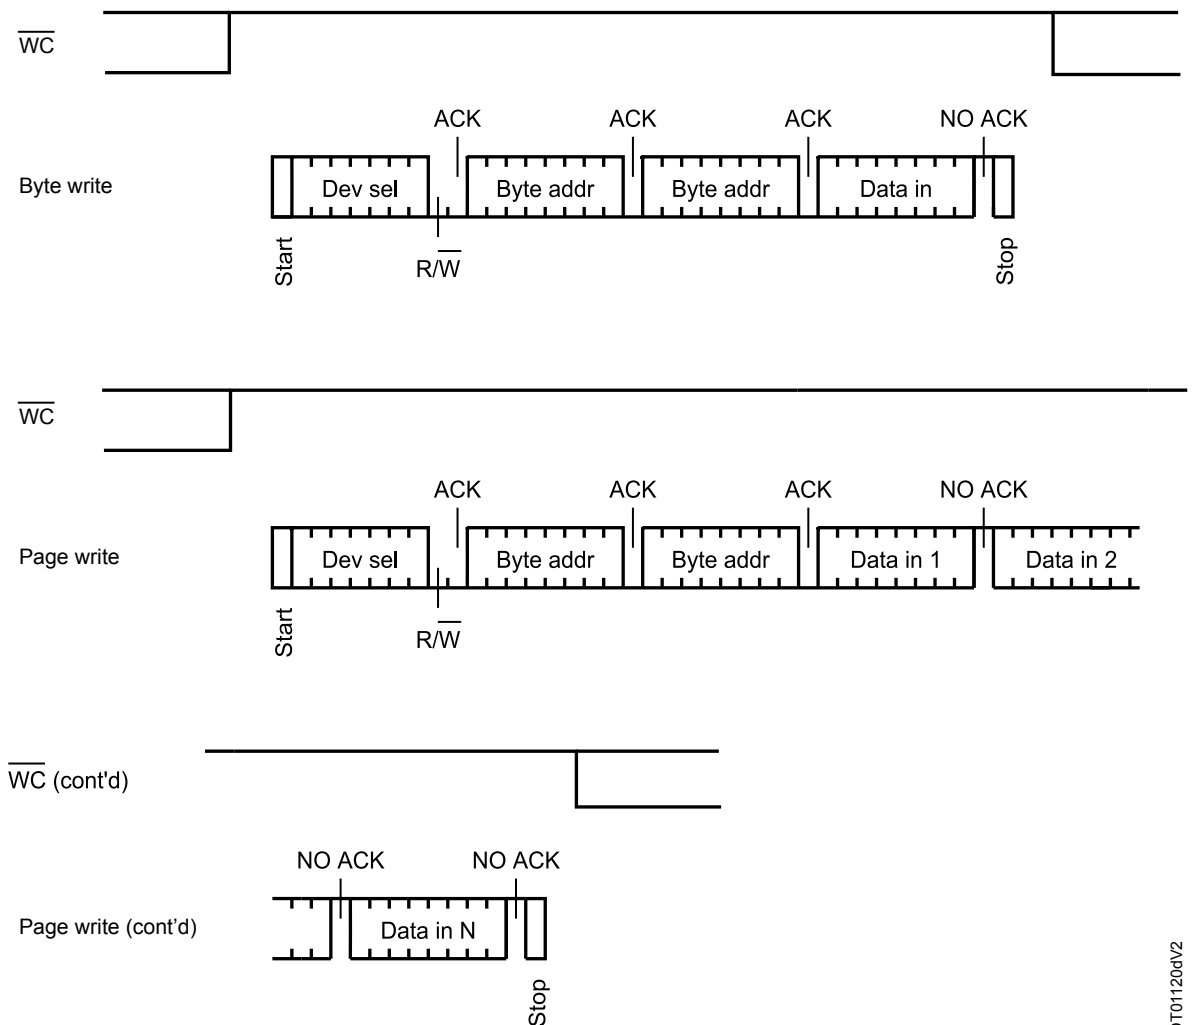 WC
ACK ACK ACK NO ACK
Byte write Dev sel Byte addr Byte addr Data in
Start R/W Stop
WC
ACK ACK ACK NO ACK
Page write Dev sel Byte addr Byte addr Data in 1 Data in 2
Start R/W
WC (cont'd)
NO ACK NO ACK
Page write (cont’d) Data in N
Stop